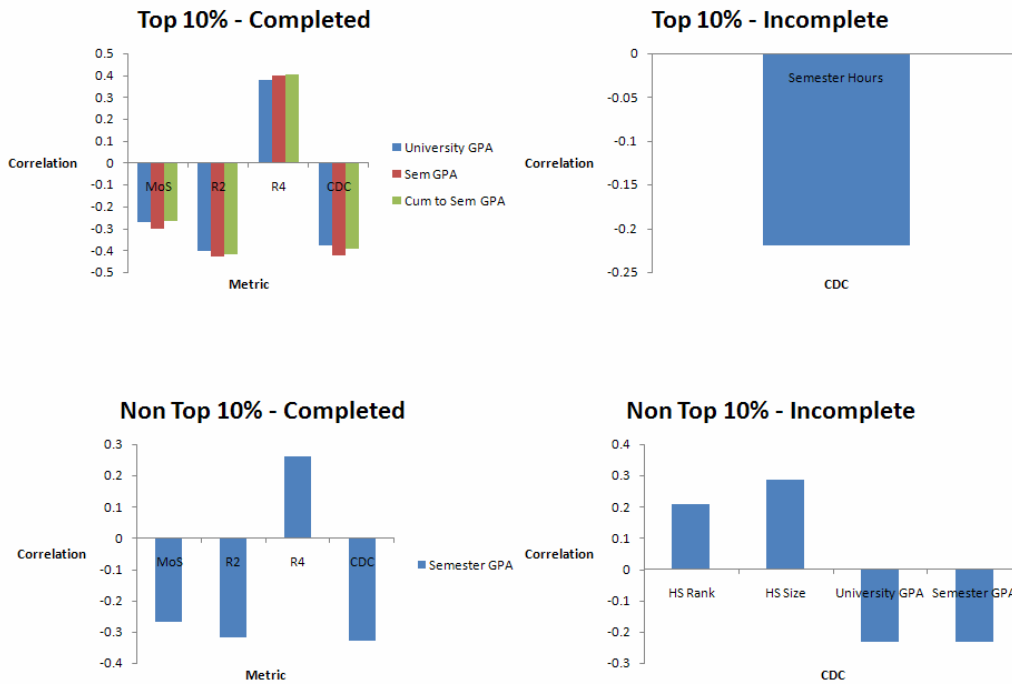 Top 10% - Completed
0.5
0.4
0.3
0.2
0.1
0
-0.1
-0.2
-0.3
-0.4
-0.5
Correlation
MoS R2 R4 CDC
Metric
University GPA
Sem GPA
Cum to Sem GPA
Top 10% - Incomplete
0
-0.05
-0.1
-0.15
-0.2
-0.25
Correlation
Semester Hours
CDC
Non Top 10% - Completed
0.3
0.2
0.1
0
-0.1
-0.2
-0.3
-0.4
Correlation
MoS R2 R4 CDC
Metric
Semester GPA
Non Top 10% - Incomplete
0.4
0.3
0.2
0.1
0
-0.1
-0.2
-0.3
Correlation
HS Rank HS Size University GPA Semester GPA
CDC